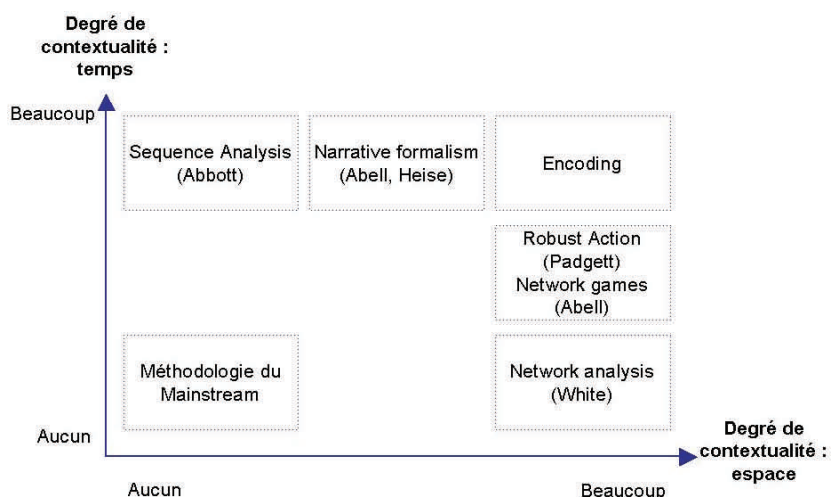 Degré de
contextualité :
temps
Beaucoup
Sequence Analysis
(Abbott)
Narrative formalism
(Abell, Heise)
Encoding
Robust Action
(Padgett)
Network games
(Abell)
Méthodologie du
Mainstream
Network analysis
(White)
Aucun
Degré de
contextualité :
espace
Aucun
Beaucoup